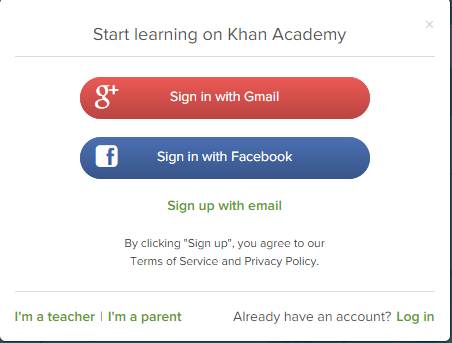 Start learning on Khan Academy
×
g+ Sign in with Gmail
f Sign in with Facebook
Sign up with email
By clicking "Sign up", you agree to our
Terms of Service and Privacy Policy.
I'm a teacher | I'm a parent Already have an account? Log in